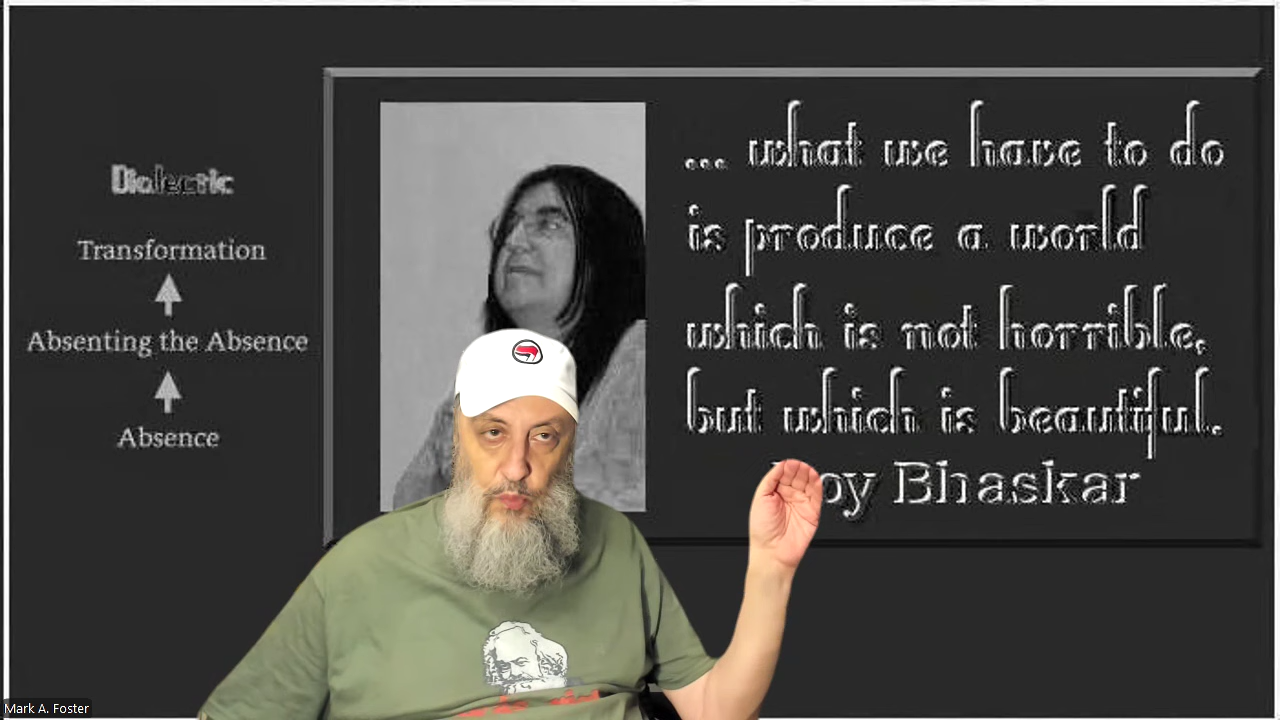 Dialectic
Transformation
Absenting the Absence
Absence
... what we have to do
is produce a world
which is not horrible,
but which is beautiful.
oy Bhaskar
Mark A. Foster